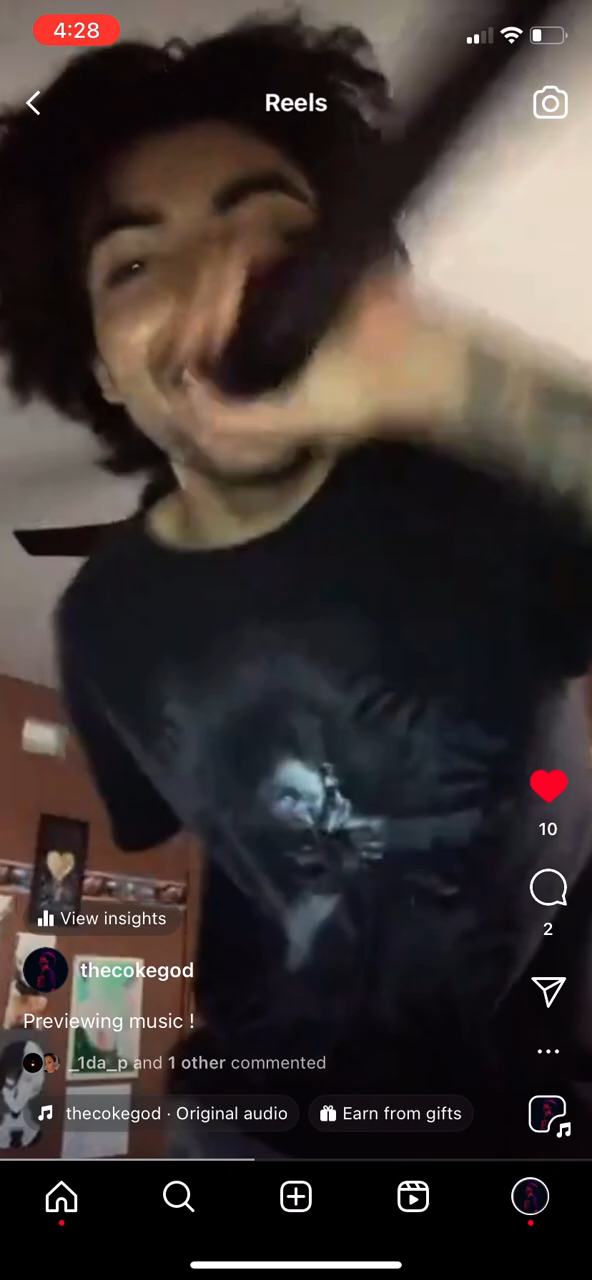 4:28
Reels
10
2
View insights
thecokegod
Previewing music !
_1da_p and 1 other commented
thecokegod · Original audio
Earn from gifts